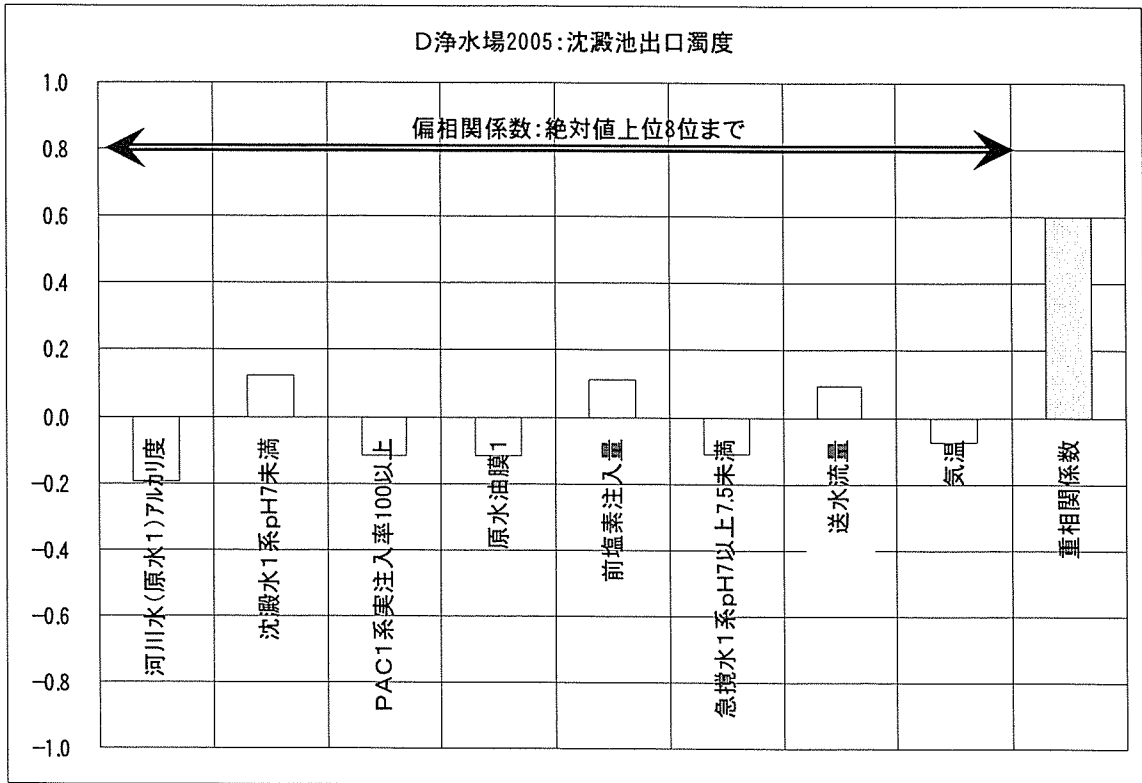 D浄水場2005:沈澱池出口濁度
偏相関係数:絶対値上位8位まで
1.0
0.8
0.6
0.4
0.2
0.0
-0.2
-0.4
-0.6
-0.8
-1.0
河川水(原水1)アルカリ度
沈澱水1系pH7未満
PAC1系実注入率100以上
原水油膜1
前塩素注入量
急攪水1系pH7以上7.5未満
送水流量
気温
重相関係数